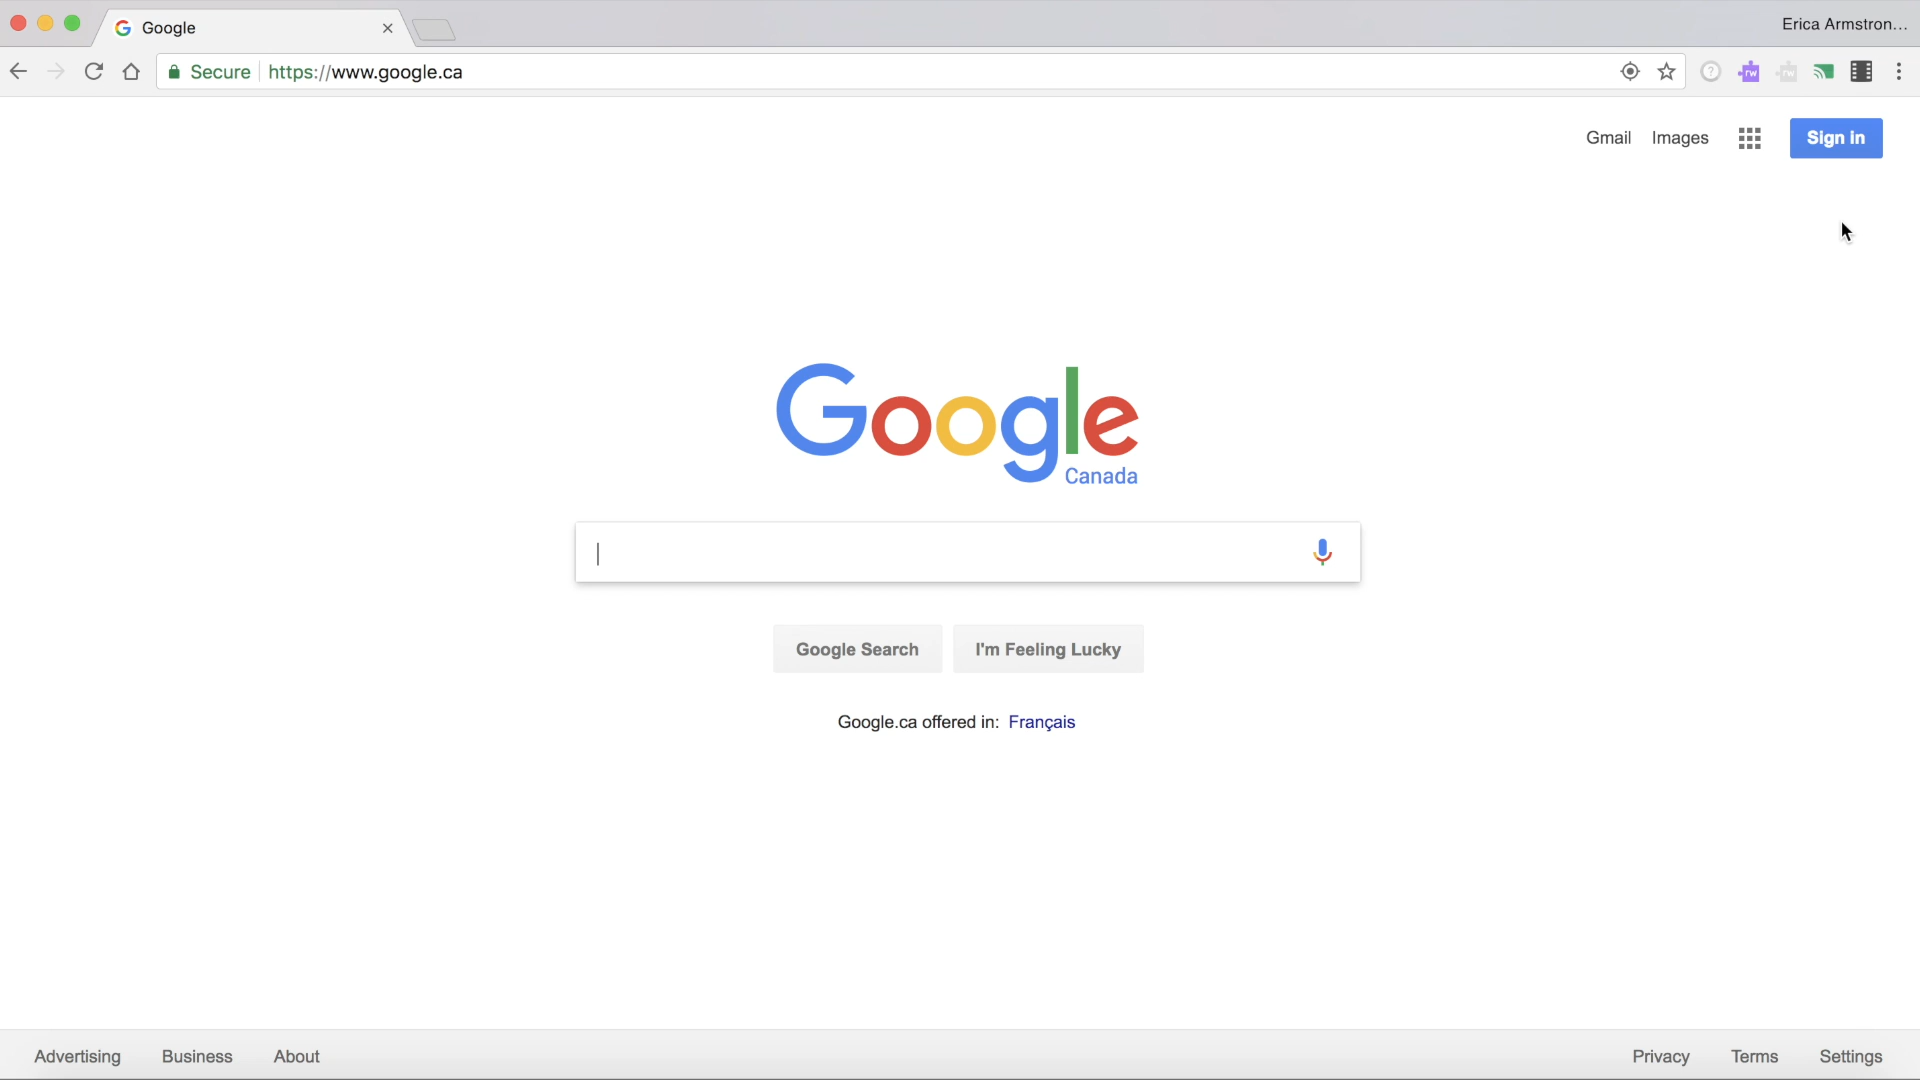 Google
Erica Armstron...
Secure
https://www.google.ca
Gmail
Images
Sign in
Google
Canada
Google Search
I'm Feeling Lucky
Google.ca offered in: Français
Advertising
Business
About
Privacy
Terms
Settings